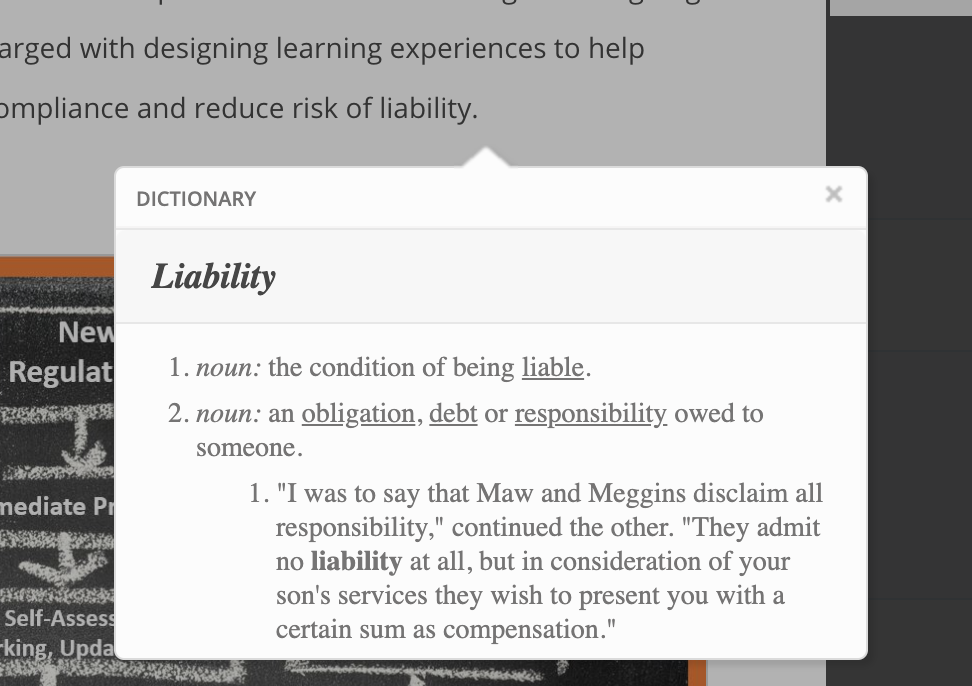 arged with designing learning experiences to help
ompliance and reduce risk of liability.
DICTIONARY
×
Liability
1. noun: the condition of being liable.
2. noun: an obligation, debt or responsibility owed to
someone.
1. "I was to say that Maw and Meggins disclaim all
responsibility," continued the other. "They admit
no liability at all, but in consideration of your
son's services they wish to present you with a
certain sum as compensation."
New
Regulat
mediate Pr
Self-Assess
rking, Upda